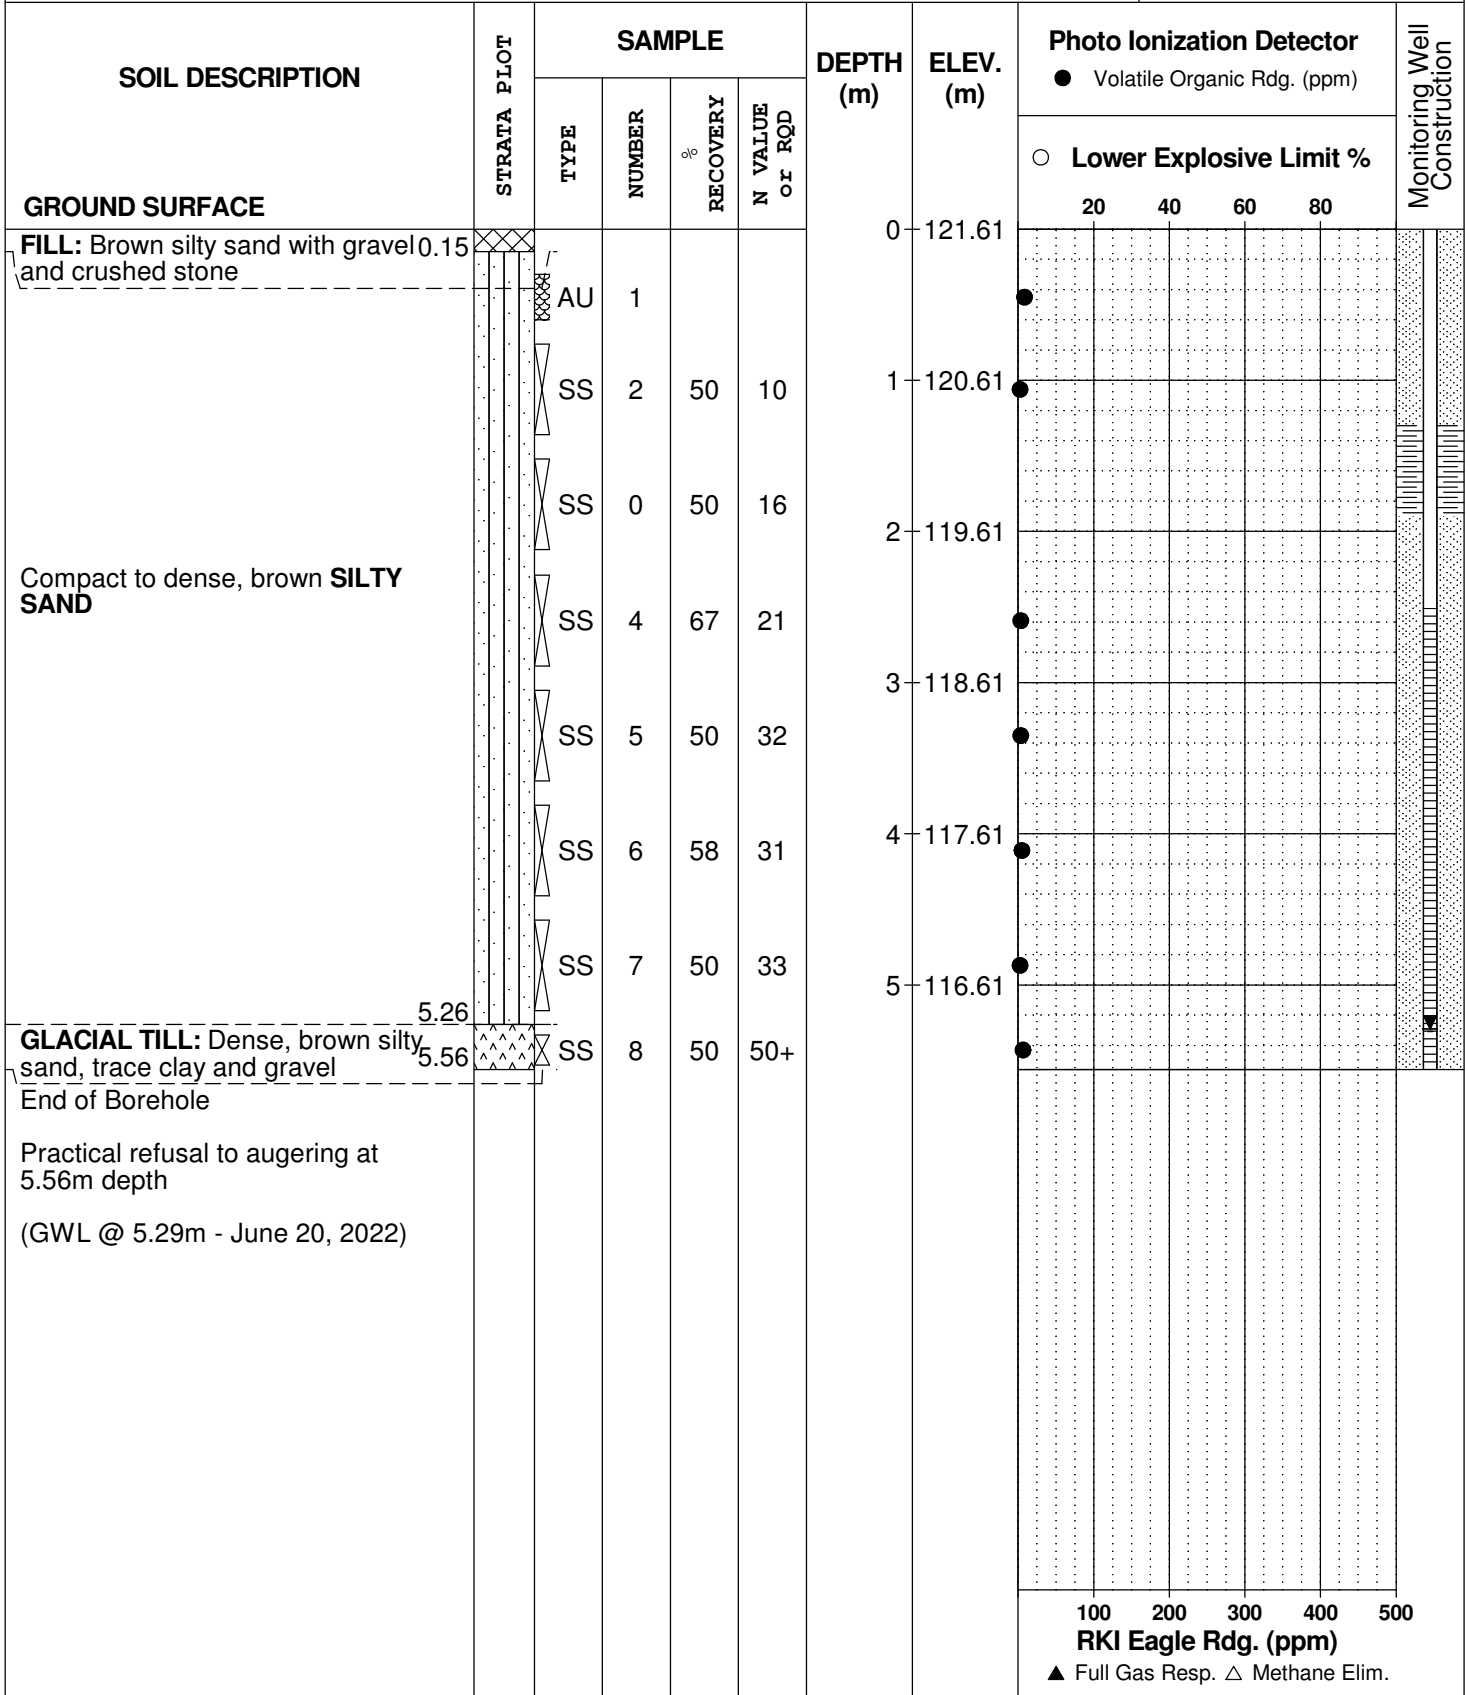 SOIL DESCRIPTION
GROUND SURFACE
STRATA PLOT
SAMPLE
TYPE
NUMBER
%
RECOVERY
N VALUE
or RQD
DEPTH
(m)
ELEV.
(m)
Photo Ionization Detector
● Volatile Organic Rdg. (ppm)
○ Lower Explosive Limit %
20 40 60 80
Monitoring Well
Construction
0 121.61
FILL: Brown silty sand with gravel 0.15
and crushed stone
AU 1
1 120.61
SS 2 50 10
SS 0 50 16
2 119.61
Compact to dense, brown SILTY
SAND
SS 4 67 21
3 118.61
SS 5 50 32
4 117.61
SS 6 58 31
SS 7 50 33
5 116.61
5.26
GLACIAL TILL: Dense, brown silty
sand, trace clay and gravel
5.56
SS 8 50 50+
End of Borehole
Practical refusal to augering at
5.56m depth
(GWL @ 5.29m - June 20, 2022)
100 200 300 400 500
RKI Eagle Rdg. (ppm)
▲ Full Gas Resp. △ Methane Elim.